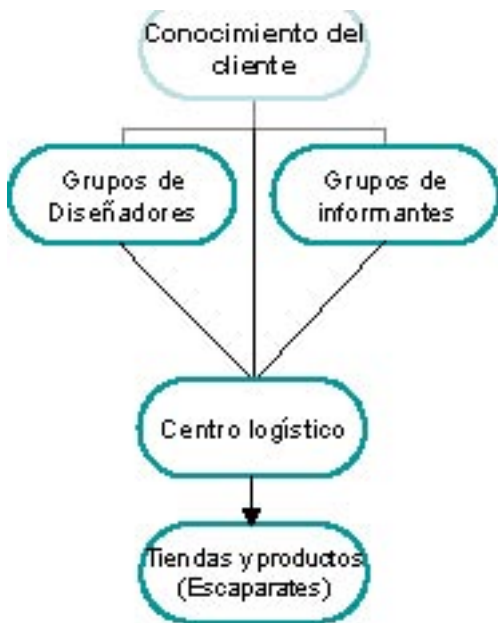 Conocimiento del
cliente
Grupos de
Diseñadores
Grupos de
informantes
Centro logístico
Tiendas y productos
(Escaparates)